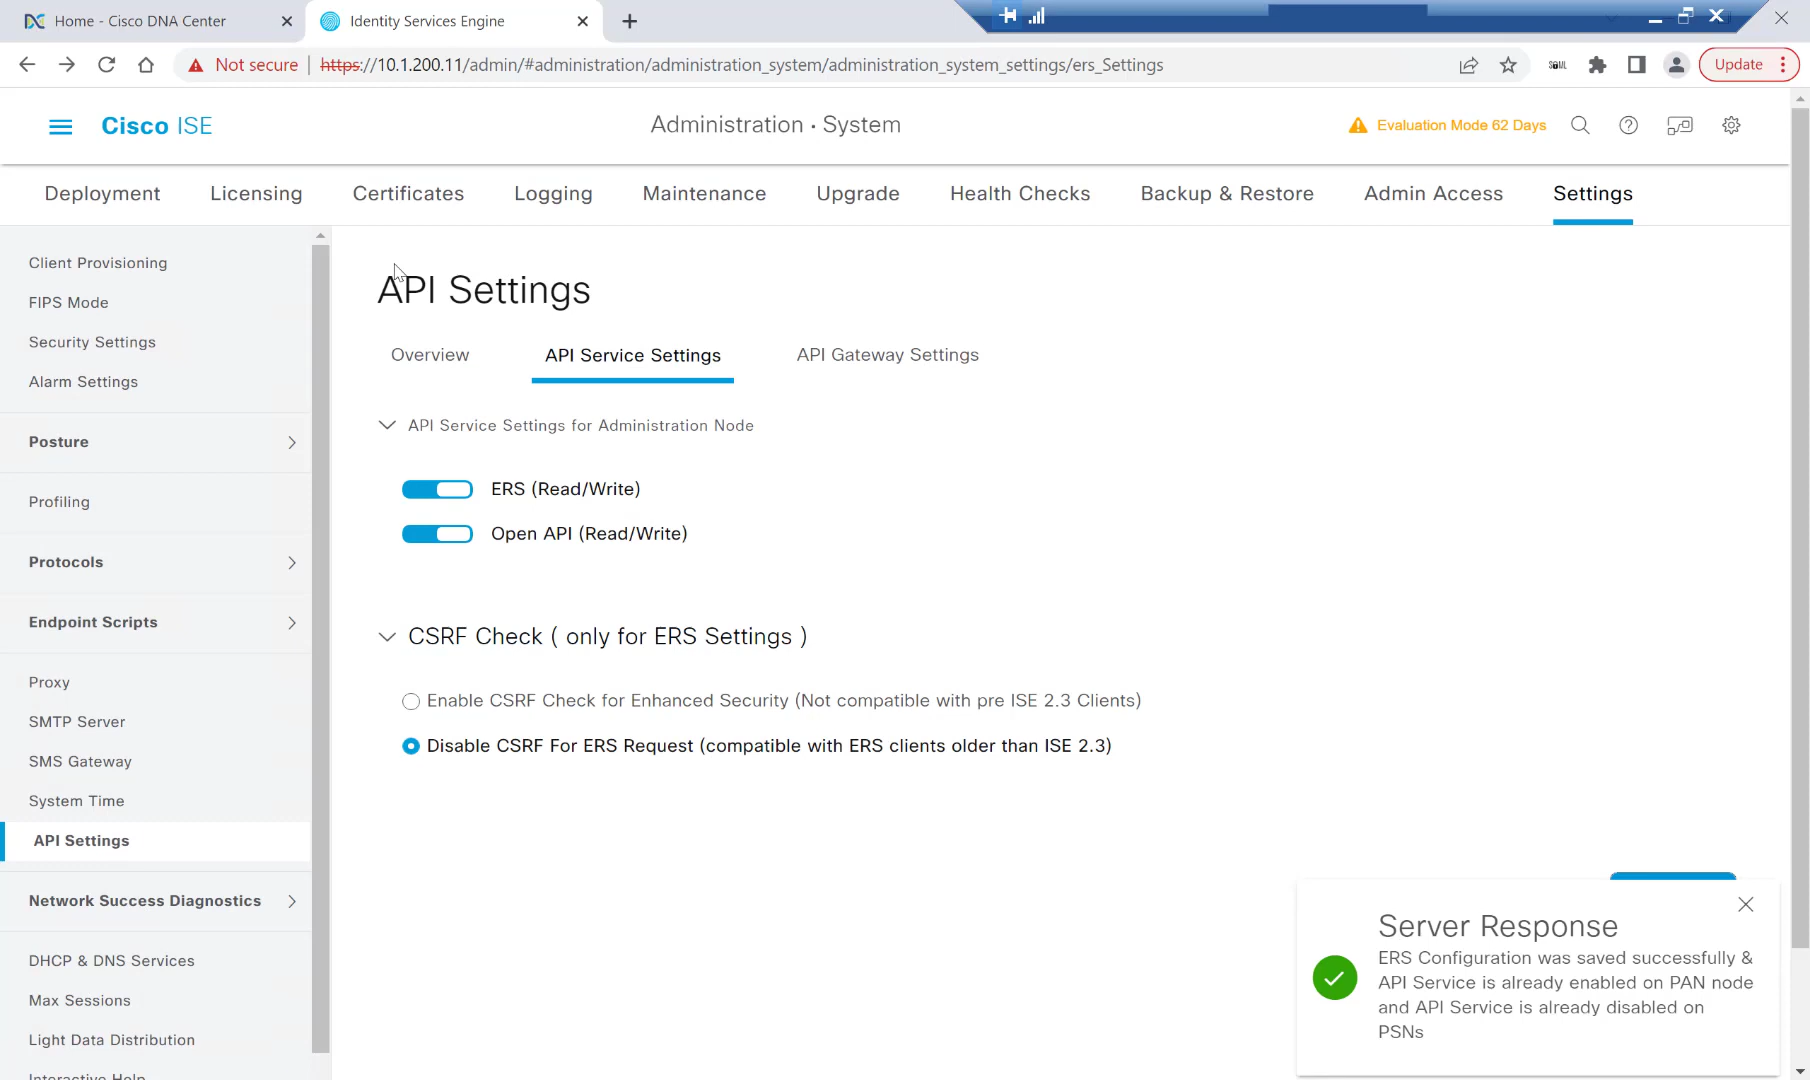 Home - Cisco DNA Center
Identity Services Engine
Not secure | https://10.1.200.11/admin/#administration/administration_system/administration_system_settings/ers_Settings
Update
Cisco ISE
Administration · System
Evaluation Mode 62 Days
Deployment
Licensing
Certificates
Logging
Maintenance
Upgrade
Health Checks
Backup & Restore
Admin Access
Settings
Client Provisioning
FIPS Mode
Security Settings
Alarm Settings
Posture
Profiling
Protocols
Endpoint Scripts
Proxy
SMTP Server
SMS Gateway
System Time
API Settings
Network Success Diagnostics
DHCP & DNS Services
Max Sessions
Light Data Distribution
Interactive Help
API Settings
Overview
API Service Settings
API Gateway Settings
API Service Settings for Administration Node
ERS (Read/Write)
Open API (Read/Write)
CSRF Check ( only for ERS Settings )
Enable CSRF Check for Enhanced Security (Not compatible with pre ISE 2.3 Clients)
Disable CSRF For ERS Request (compatible with ERS clients older than ISE 2.3)
Server Response
ERS Configuration was saved successfully &
API Service is already enabled on PAN node
and API Service is already disabled on
PSNs